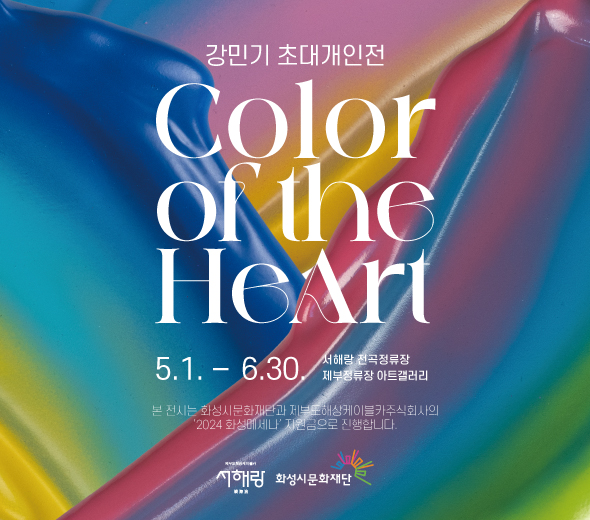 강민기 초대개인전
Color
of the
HeArt
5.1. – 6.30.
서해랑 전곡정류장
제부정류장 아트갤러리
본 전시는 화성시문화재단과 제부도해상케이블카주식회사의
'2024 화성메세나' 지원금으로 진행합니다.
서해랑
화성시문화재단